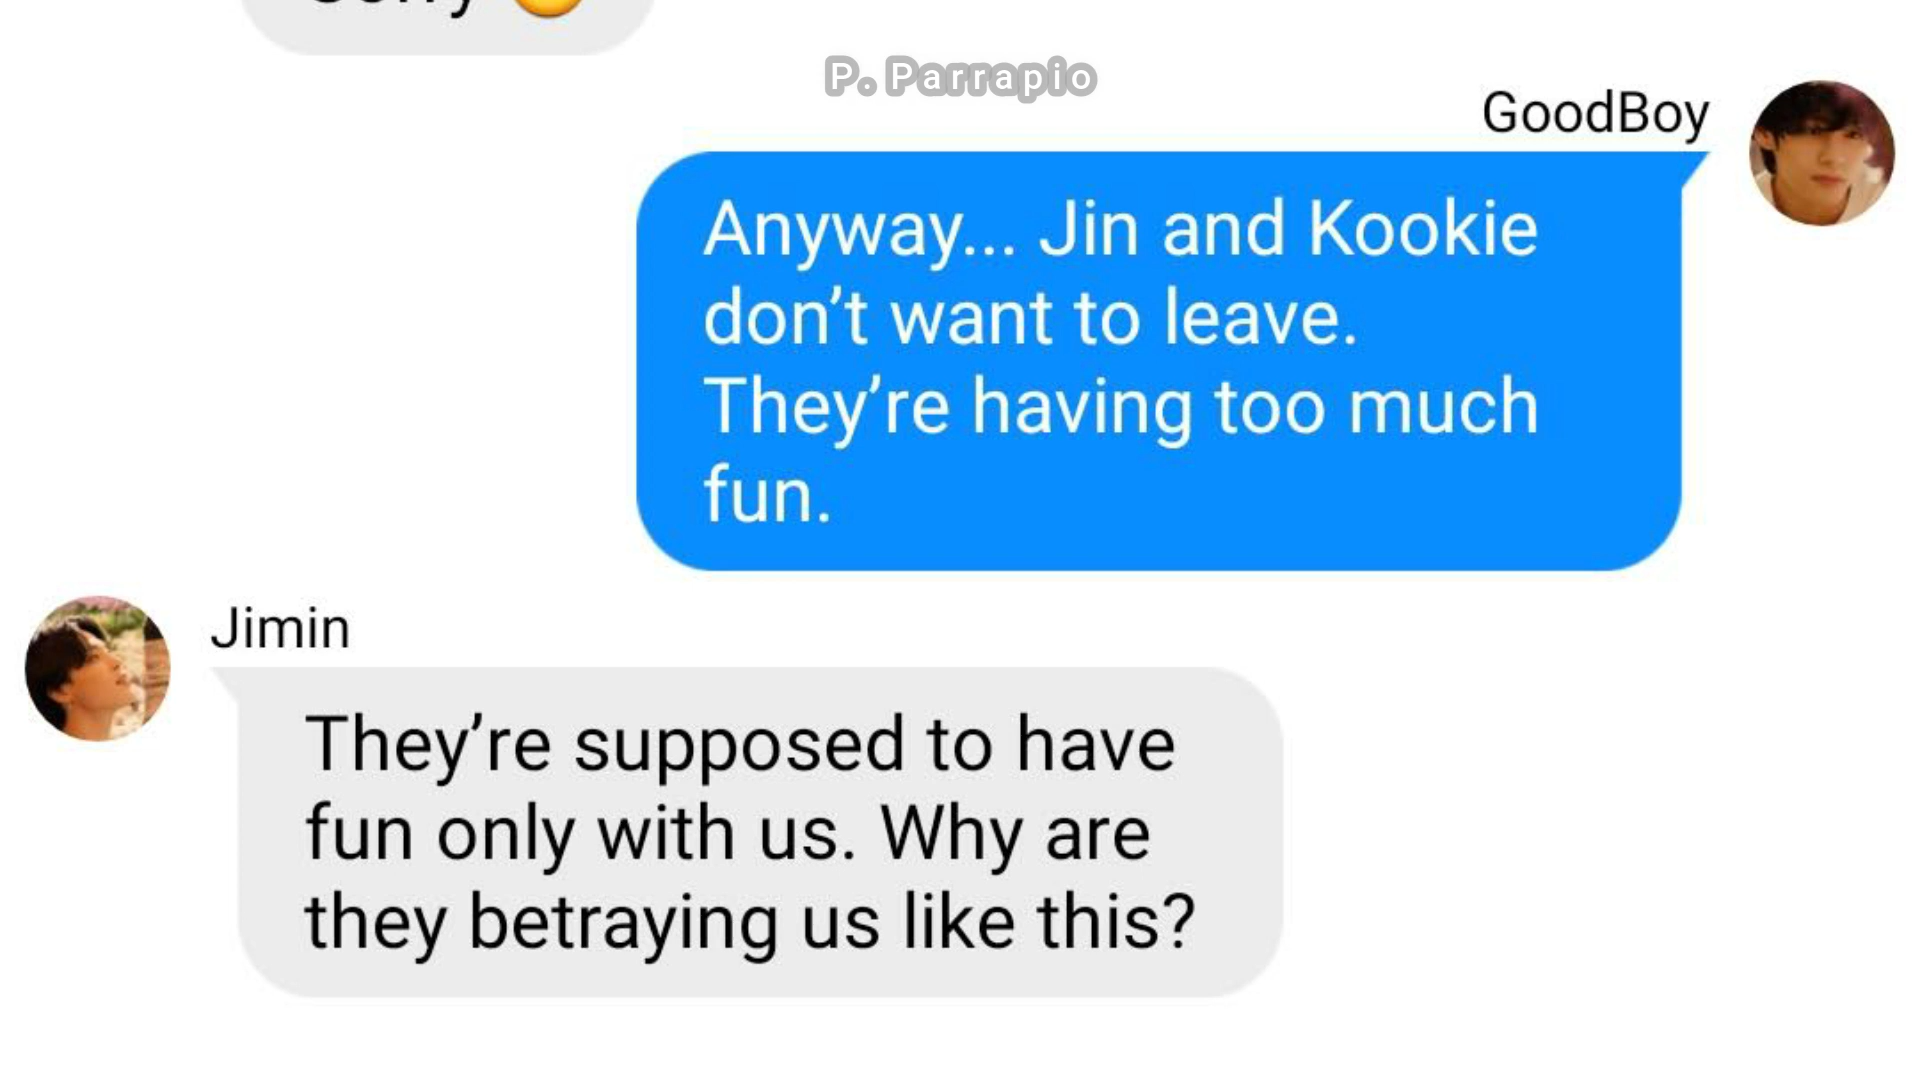 Sorry
P. Parrapio
GoodBoy
Anyway... Jin and Kookie
don’t want to leave.
They’re having too much
fun.
Jimin
They’re supposed to have
fun only with us. Why are
they betraying us like this?